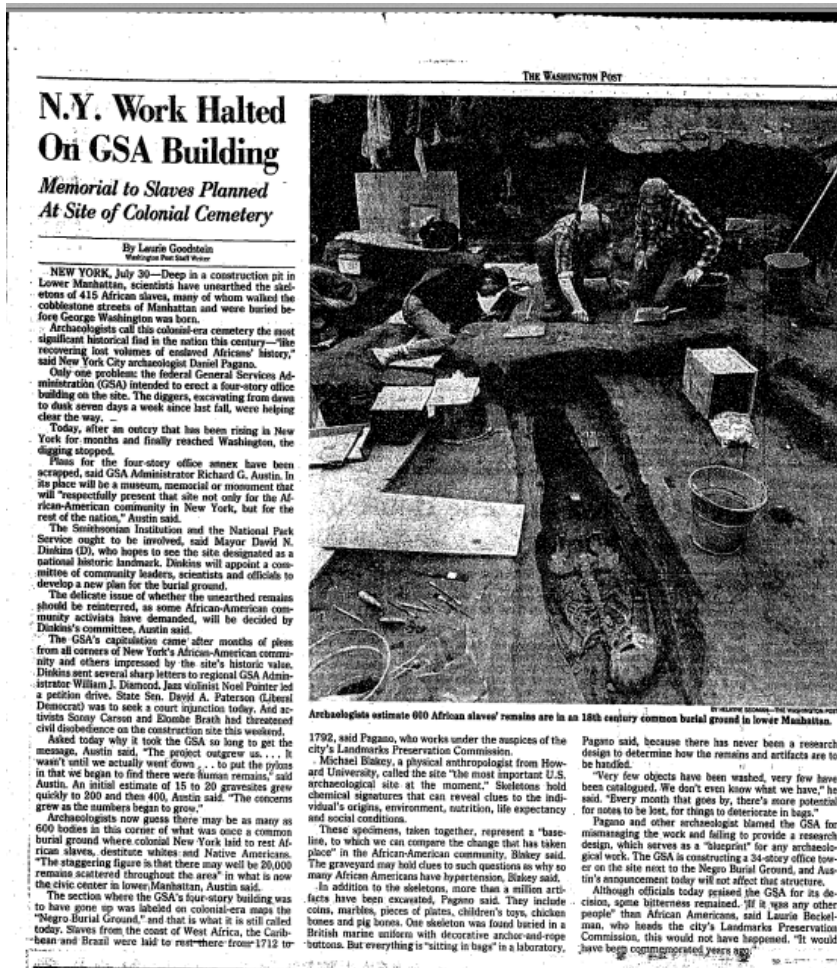 THE WASHINGTON POST
N.Y. Work Halted
On GSA Building
Memorial to Slaves Planned
At Site of Colonial Cemetery
By Laurie Goodstein
Washington Post Staff Writer
NEW YORK, July 30—Deep in a construction pit in
Lower Manhattan, scientists have unearthed the skel-
etons of 415 African slaves, many of whom walked the
cobblestone streets of Manhattan and were buried be-
fore George Washington was born.
Archaeologists call this colonial-era cemetery the most
significant historical find in the nation this century—"like
recovering lost volumes of enslaved Africans' history,"
said New York City archaeologist Daniel Pagano.
Only one problem: the federal General Services Ad-
ministration (GSA) intended to erect a four-story office
building on the site. The diggers, excavating from dawn
to dusk seven days a week since last fall, were helping
clear the way.
Today, after an outcry that has been rising in New
York for months and finally reached Washington, the
digging stopped.
Plans for the four-story office annex have been
scrapped, said GSA Administrator Richard G. Austin. In
its place will be a museum, memorial or monument that
will "respectfully present that site not only for the Af-
rican-American community in New York, but for the
rest of the nation," Austin said.
The Smithsonian Institution and the National Park
Service ought to be involved, said Mayor David N.
Dinkins (D), who hopes to see the site designated as a
national historic landmark. Dinkins will appoint a com-
mittee of community leaders, scientists and officials to
develop a new plan for the burial ground.
The delicate issue of whether the unearthed remains
should be reinterred, as some African-American com-
munity activists have demanded, will be decided by
Dinkins's committee, Austin said.
The GSA's capitulation came after months of pleas
from all corners of New York's African-American commu-
nity and others impressed by the site's historic value.
Dinkins sent several sharp letters to regional GSA Admin-
istrator William J. Diamond. Jazz violinist Noel Pointer led
a petition drive. State Sen. David A. Paterson (Liberal
Democrat) was to seek a court injunction today. And ac-
tivists Sonny Carson and Elombe Brath had threatened
civil disobedience on the construction site this weekend.
Asked today why it took the GSA so long to get the
message, Austin said, "The project outgrew us. . . . It
wasn't until we actually went down . . . to put the pylons
in that we began to find there were human remains," said
Austin. An initial estimate of 15 to 20 gravesites grew
quickly to 200 and then 400, Austin said. "The concerns
grew as the numbers began to grow."
Archaeologists now guess there may be as many as
600 bodies in this corner of what was once a common
burial ground where colonial New York laid to rest Af-
rican slaves, destitute whites and Native Americans.
"The staggering figure is that there may well be 20,000
remains scattered throughout the area" in what is now
the civic center in lower Manhattan, Austin said.
The section where the GSA's four-story building was
to have gone up was labeled on colonial-era maps the
"Negro Burial Ground," and that is what it is still called
today. Slaves from the coast of West Africa, the Carib-
bean and Brazil were laid to rest there from 1712 to
BY HELAYNE SEIDMAN—THE WASHINGTON POST
Archaeologists estimate 600 African slaves' remains are in an 18th century common burial ground in lower Manhattan.
1792, said Pagano, who works under the auspices of the
city's Landmarks Preservation Commission.
Michael Blakey, a physical anthropologist from How-
ard University, called the site "the most important U.S.
archaeological site at the moment." Skeletons hold
chemical signatures that can reveal clues to the indi-
vidual's origins, environment, nutrition, life expectancy
and social conditions.
These specimens, taken together, represent a "base-
line, to which we can compare the change that has taken
place" in the African-American community, Blakey said.
The graveyard may hold clues to such questions as why so
many African Americans have hypertension, Blakey said.
In addition to the skeletons, more than a million arti-
facts have been excavated, Pagano said. They include
coins, marbles, pieces of plates, children's toys, chicken
bones and pig bones. One skeleton was found buried in a
British marine uniform with decorative anchor-and-rope
buttons. But everything is "sitting in bags" in a laboratory,
Pagano said, because there has never been a research
design to determine how the remains and artifacts are to
be handled.
"Very few objects have been washed, very few have
been catalogued. We don't even know what we have," he
said. "Every month that goes by, there's more potential
for notes to be lost, for things to deteriorate in bags."
Pagano and other archaeologist blamed the GSA for
mismanaging the work and failing to provide a research
design, which serves as a "blueprint" for any archaeolo-
gical work. The GSA is constructing a 34-story office tow-
er on the site next to the Negro Burial Ground, and Aus-
tin's announcement today will not affect that structure.
Although officials today praised the GSA for its de-
cision, some bitterness remained. "If it was any other
people" than African Americans, said Laurie Beckel-
man, who heads the city's Landmarks Preservation
Commission, this would not have happened. "It would
have been commemorated years ago."